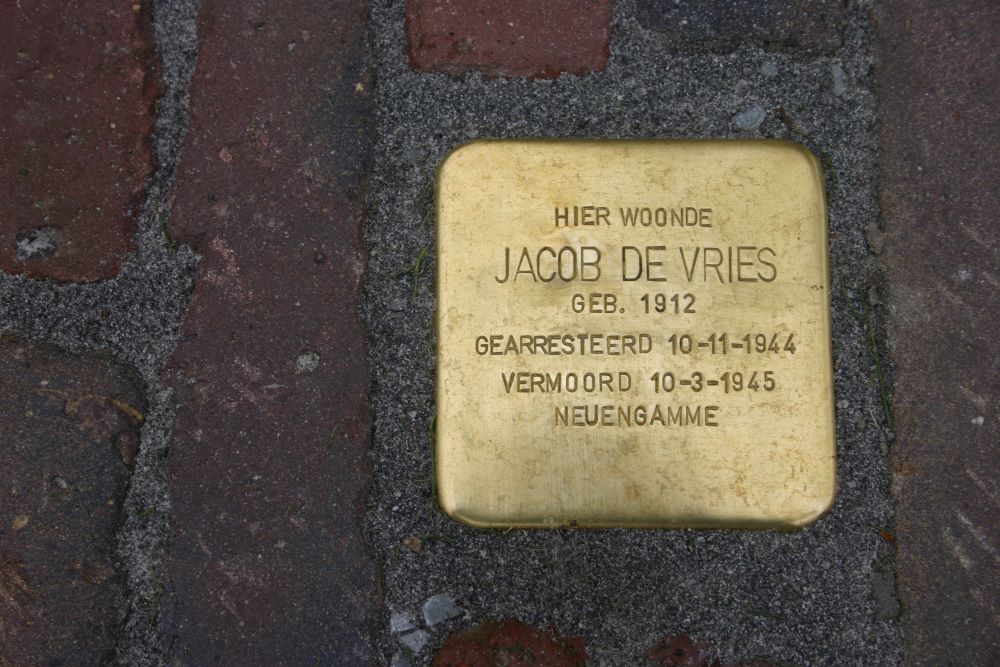 HIER WOONDE
JACOB DE VRIES
GEB. 1912
GEARRESTEERD 10-11-1944
VERMOORD 10-3-1945
NEUENGAMME